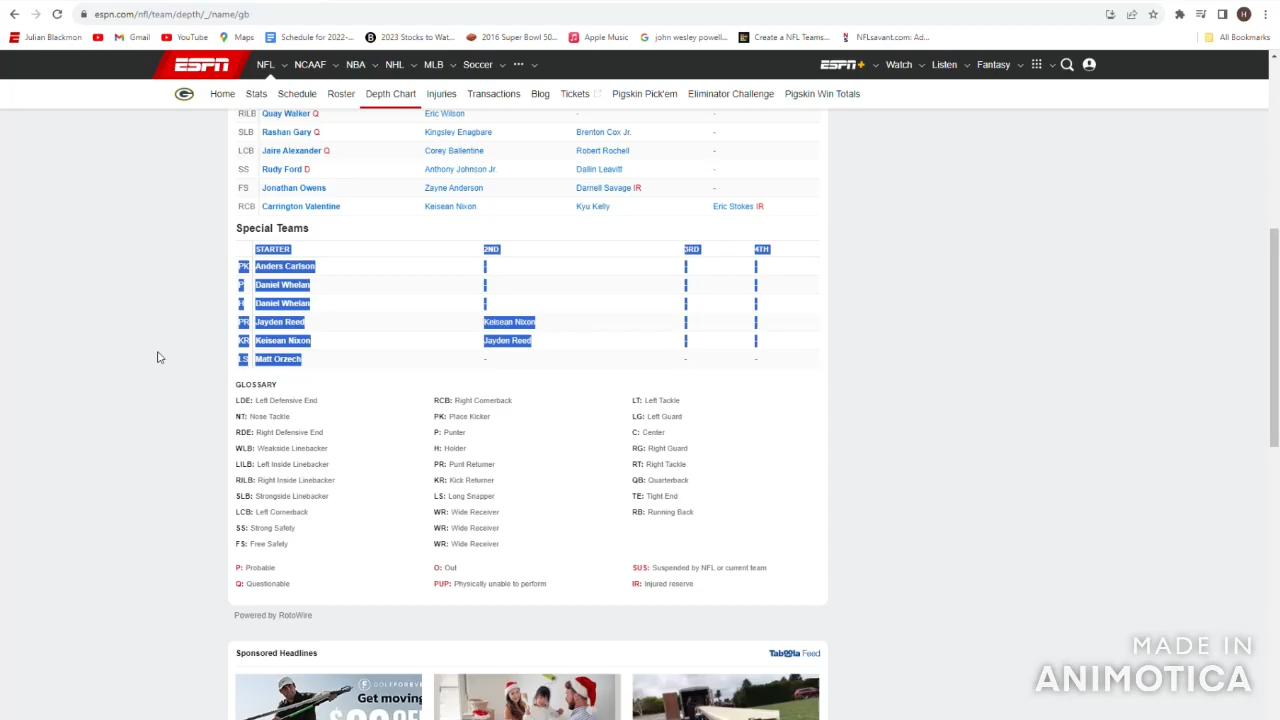 espn.com/nfl/team/depth/_/name/gb
Julian Blackmon Gmail YouTube Maps Schedule for 2022-... 2023 Stocks to Wat... 2016 Super Bowl 50... Apple Music john wesley powell... Create a NFL Teams... NFLsavant.com: Ad... All Bookmarks
ESPN NFL NCAAF NBA NHL MLB Soccer ESPN+ Watch Listen Fantasy
Home Stats Schedule Roster Depth Chart Injuries Transactions Blog Tickets Pigskin Pick'em Eliminator Challenge Pigskin Win Totals
RILB Quay Walker Q Eric Wilson - -
SLB Rashan Gary Q Kingsley Enagbare Brenton Cox Jr. -
LCB Jaire Alexander Q Corey Ballentine Robert Rochell -
SS Rudy Ford D Anthony Johnson Jr. Dallin Leavitt -
FS Jonathan Owens Zayne Anderson Darnell Savage IR -
RCB Carrington Valentine Keisean Nixon Kyu Kelly Eric Stokes IR
Special Teams
STARTER 2ND 3RD 4TH
PK Anders Carlson - - -
P Daniel Whelan - - -
H Daniel Whelan - - -
PR Jayden Reed Keisean Nixon - -
KR Keisean Nixon Jayden Reed - -
LS Matt Orzech - - -
GLOSSARY
LDE: Left Defensive End RCB: Right Cornerback LT: Left Tackle
NT: Nose Tackle PK: Place Kicker LG: Left Guard
RDE: Right Defensive End P: Punter C: Center
WLB: Weakside Linebacker H: Holder RG: Right Guard
LILB: Left Inside Linebacker PR: Punt Returner RT: Right Tackle
RILB: Right Inside Linebacker KR: Kick Returner QB: Quarterback
SLB: Strongside Linebacker LS: Long Snapper TE: Tight End
LCB: Left Cornerback WR: Wide Receiver RB: Running Back
SS: Strong Safety WR: Wide Receiver
FS: Free Safety WR: Wide Receiver
P: Probable O: Out SUS: Suspended by NFL or current team
Q: Questionable PUP: Physically unable to perform IR: Injured reserve
Powered by RotoWire
Sponsored Headlines Taboola Feed
GOLFFOREVER
Get moving
MADE IN
ANIMOTICA